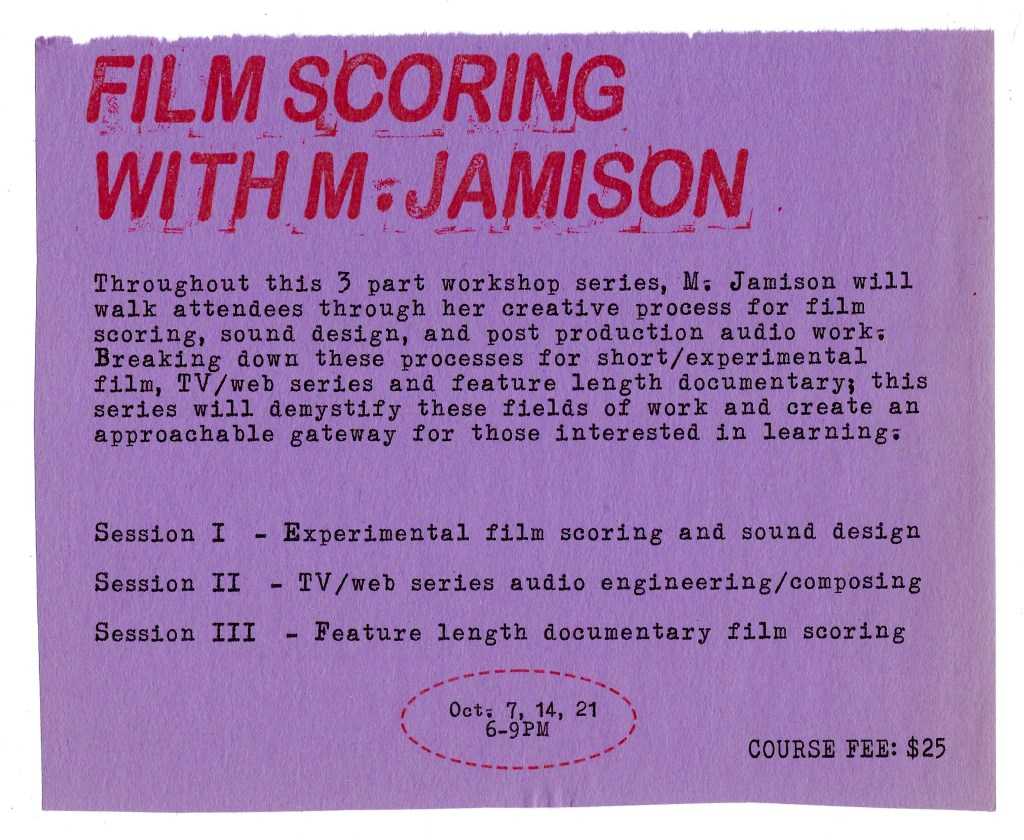 FILM SCORING
WITH M. JAMISON
Throughout this 3 part workshop series, M. Jamison will
walk attendees through her creative process for film
scoring, sound design, and post production audio work.
Breaking down these processes for short/experimental
film, TV/web series and feature length documentary; this
series will demystify these fields of work and create an
approachable gateway for those interested in learning.
Session I - Experimental film scoring and sound design
Session II - TV/web series audio engineering/composing
Session III - Feature length documentary film scoring
Oct. 7, 14, 21
6-9PM
COURSE FEE: $25